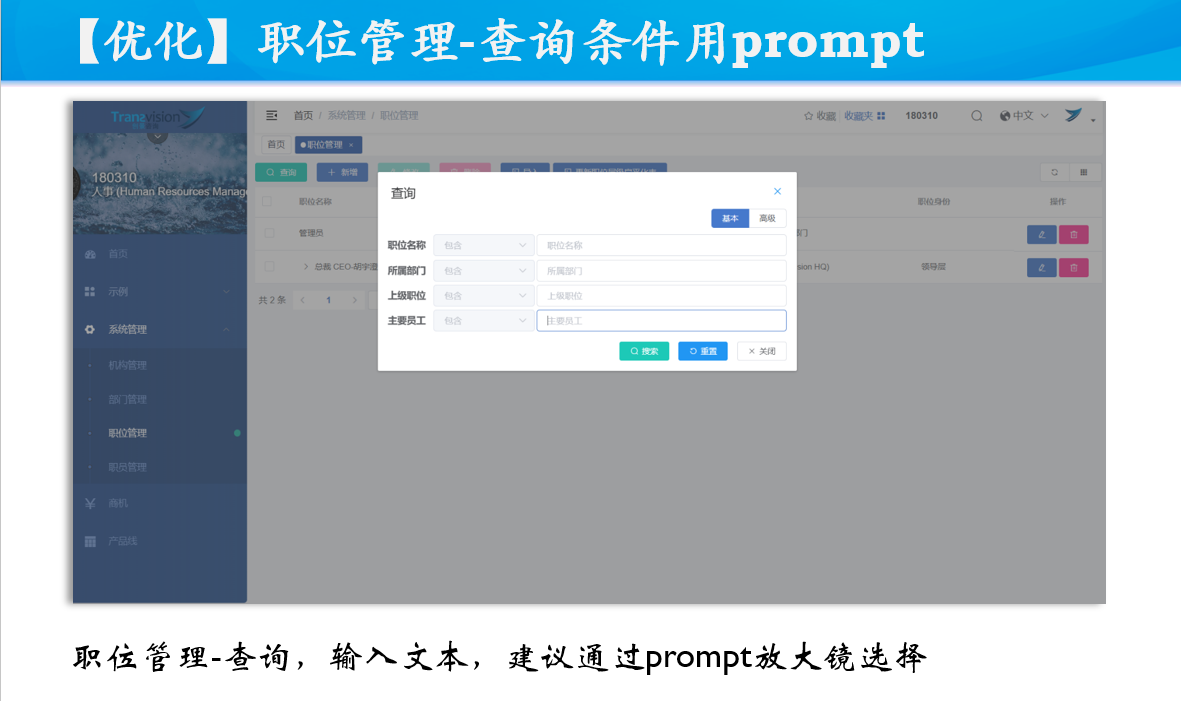 【优化】职位管理-查询条件用prompt
Tranzvision
首页 / 系统管理 / 职位管理
收藏 收藏夹 180310 中文
首页 职位管理 ×
180310
人事 (Human Resources Manag
查询 新增
职位名称 职位身份 操作
管理员 部门
总裁 CEO-胡宇澄 sion HQ) 领导层
共 2 条 1
首页
示例
系统管理
机构管理
部门管理
职位管理
职员管理
商机
产品线
查询 ×
基本 高级
职位名称 包含 职位名称
所属部门 包含 所属部门
上级职位 包含 上级职位
主要员工 包含 主要员工
搜索 重置 × 关闭
职位管理-查询，输入文本，建议通过prompt放大镜选择